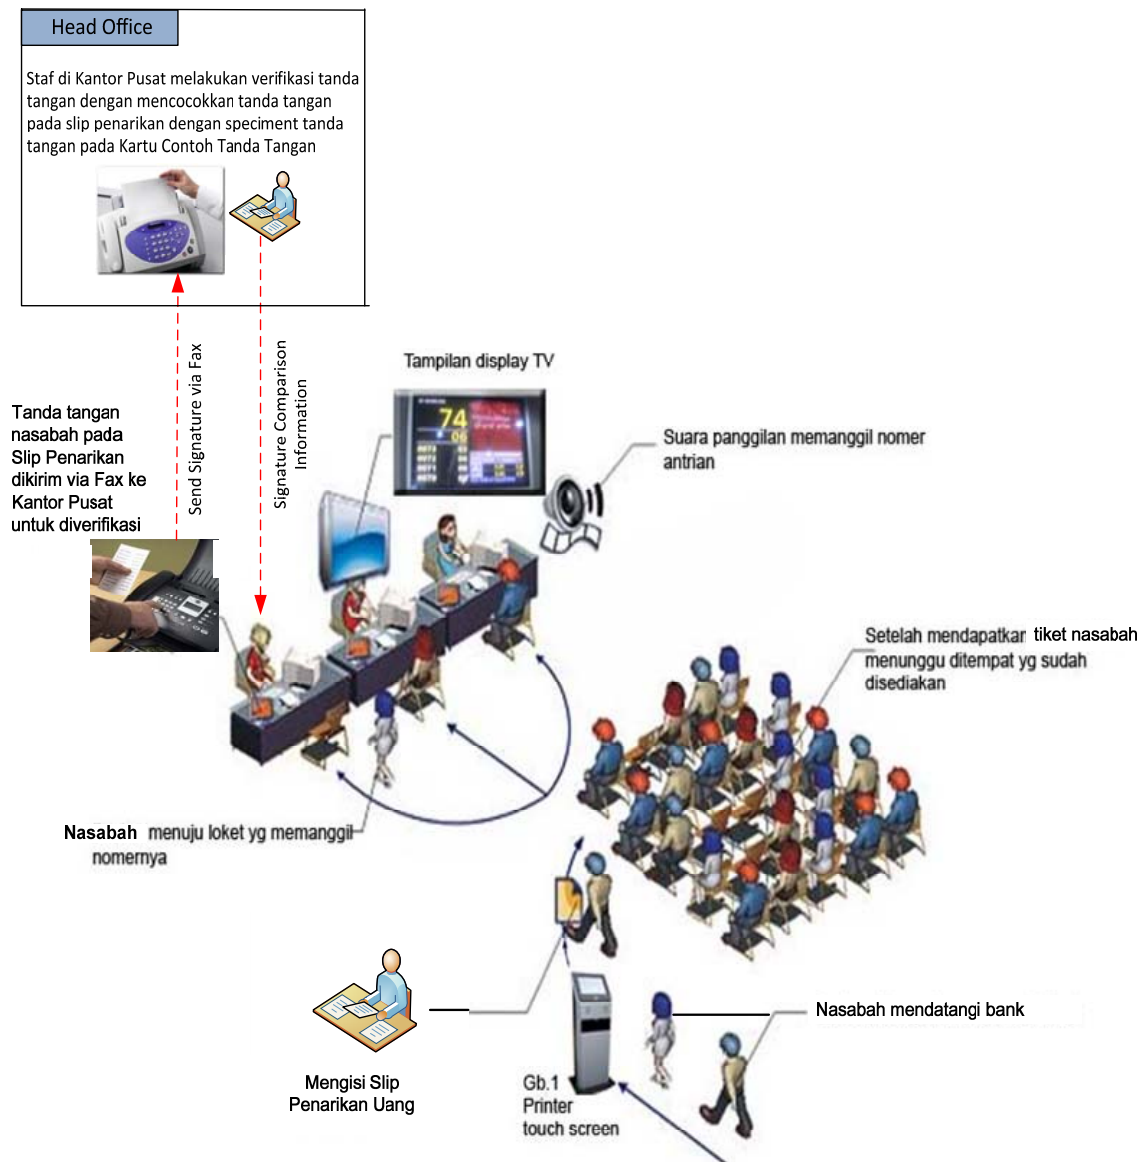 Head Office
Staf di Kantor Pusat melakukan verifikasi tanda
tangan dengan mencocokkan tanda tangan
pada slip penarikan dengan speciment tanda
tangan pada Kartu Contoh Tanda Tangan
Send Signature via Fax
Signature Comparison
Information
Tanda tangan
nasabah pada
Slip Penarikan
dikirim via Fax ke
Kantor Pusat
untuk diverifikasi
Tampilan display TV
74
06
Suara panggilan memanggil nomer
antrian
Setelah mendapatkan tiket nasabah
menunggu ditempat yg sudah
disediakan
Nasabah menuju loket yg memanggil
nomernya
Mengisi Slip
Penarikan Uang
Gb.1
Printer
touch screen
Nasabah mendatangi bank